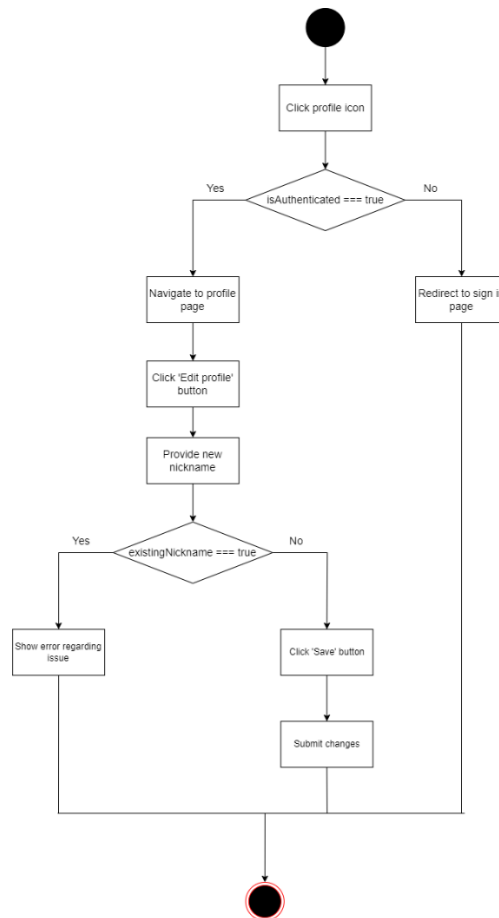 Click profile icon
Yes
No
isAuthenticated === true
Navigate to profile
page
Redirect to sign i
page
Click 'Edit profile'
button
Provide new
nickname
Yes
No
existingNickname === true
Show error regarding
issue
Click 'Save' button
Submit changes